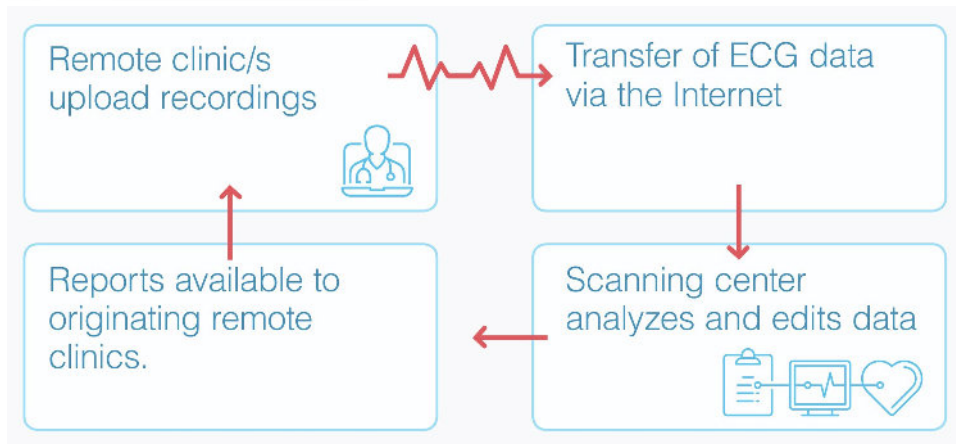 Remote clinic/s
upload recordings
Transfer of ECG data
via the Internet
Reports available to
originating remote
clinics.
Scanning center
analyzes and edits data